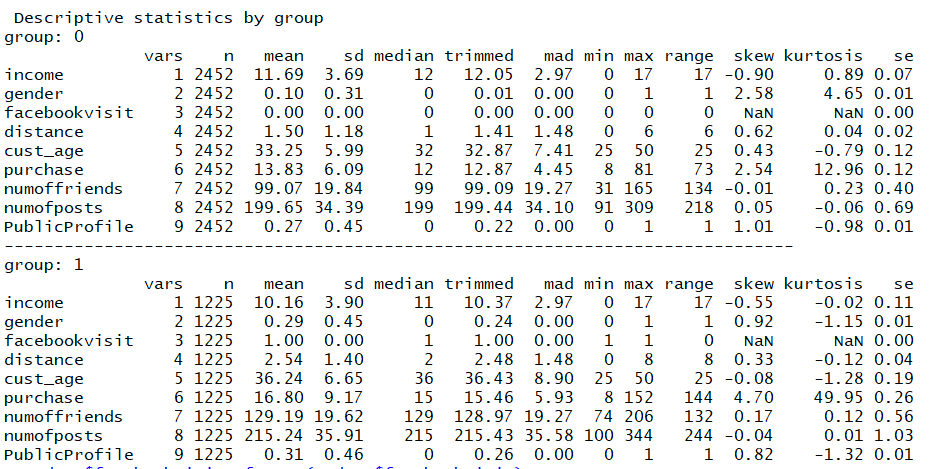 Descriptive statistics by group
group: 0
vars n mean sd median trimmed mad min max range skew kurtosis se
income 1 2452 11.69 3.69 12 12.05 2.97 0 17 17 -0.90 0.89 0.07
gender 2 2452 0.10 0.31 0 0.01 0.00 0 1 1 2.58 4.65 0.01
facebookvisit 3 2452 0.00 0.00 0 0.00 0.00 0 0 0 NaN NaN 0.00
distance 4 2452 1.50 1.18 1 1.41 1.48 0 6 6 0.62 0.04 0.02
cust_age 5 2452 33.25 5.99 32 32.87 7.41 25 50 25 0.43 -0.79 0.12
purchase 6 2452 13.83 6.09 12 12.87 4.45 8 81 73 2.54 12.96 0.12
numoffriends 7 2452 99.07 19.84 99 99.09 19.27 31 165 134 -0.01 0.23 0.40
numofposts 8 2452 199.65 34.39 199 199.44 34.10 91 309 218 0.05 -0.06 0.69
PublicProfile 9 2452 0.27 0.45 0 0.22 0.00 0 1 1 1.01 -0.98 0.01
------------------------------------------------------------------------
group: 1
vars n mean sd median trimmed mad min max range skew kurtosis se
income 1 1225 10.16 3.90 11 10.37 2.97 0 17 17 -0.55 -0.02 0.11
gender 2 1225 0.29 0.45 0 0.24 0.00 0 1 1 0.92 -1.15 0.01
facebookvisit 3 1225 1.00 0.00 1 1.00 0.00 1 1 0 NaN NaN 0.00
distance 4 1225 2.54 1.40 2 2.48 1.48 0 8 8 0.33 -0.12 0.04
cust_age 5 1225 36.24 6.65 36 36.43 8.90 25 50 25 -0.08 -1.28 0.19
purchase 6 1225 16.80 9.17 15 15.46 5.93 8 152 144 4.70 49.95 0.26
numoffriends 7 1225 129.19 19.62 129 128.97 19.27 74 206 132 0.17 0.12 0.56
numofposts 8 1225 215.24 35.91 215 215.43 35.58 100 344 244 -0.04 0.01 1.03
PublicProfile 9 1225 0.31 0.46 0 0.26 0.00 0 1 1 0.82 -1.32 0.01